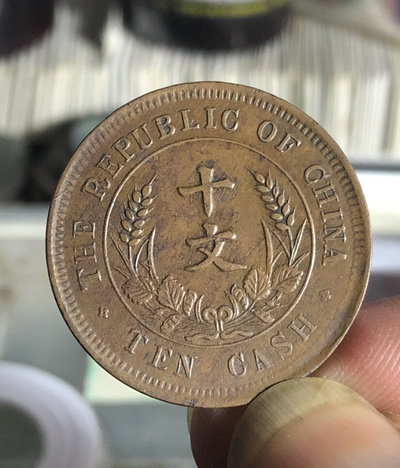 THE REPUBLIC OF CHINA
十
文
TEN CASH